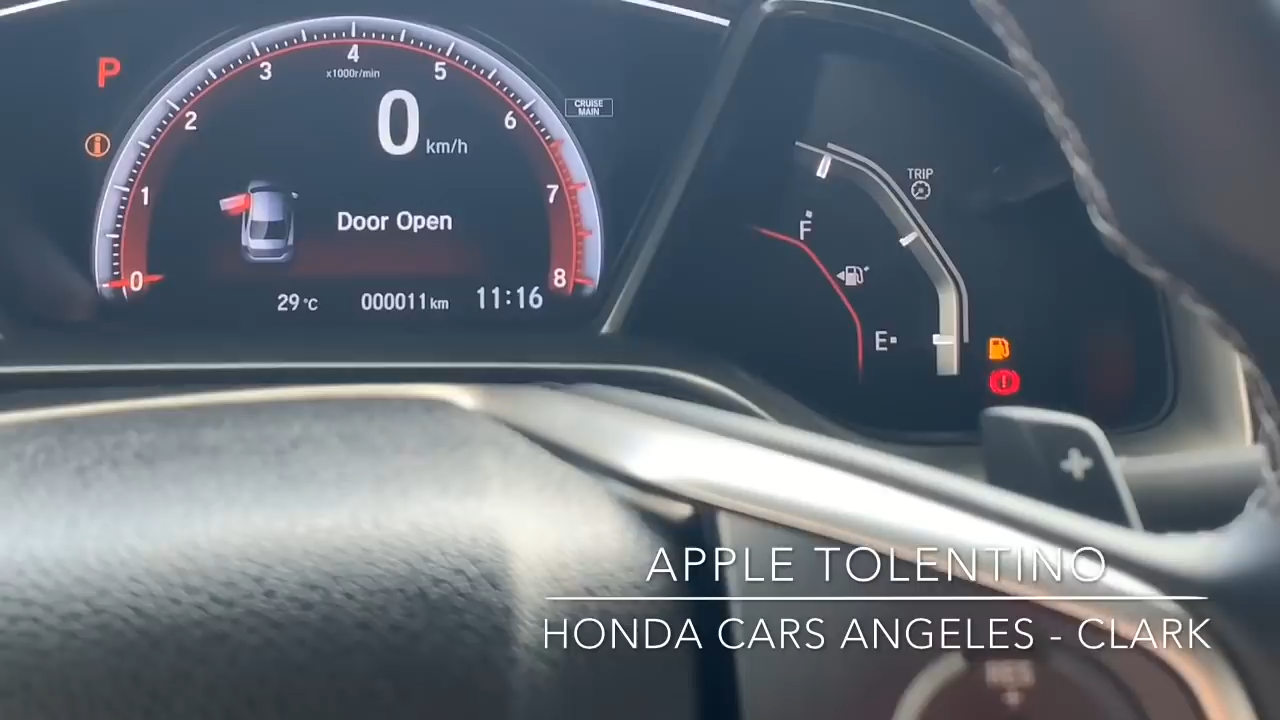 P
4
3
5
x1000r/min
2
6
0 km/h
CRUISE
MAIN
1
7
Door Open
0
8
29°C 000011km 11:16
TRIP
F
E
+
APPLE TOLENTINO
HONDA CARS ANGELES - CLARK
RES
+